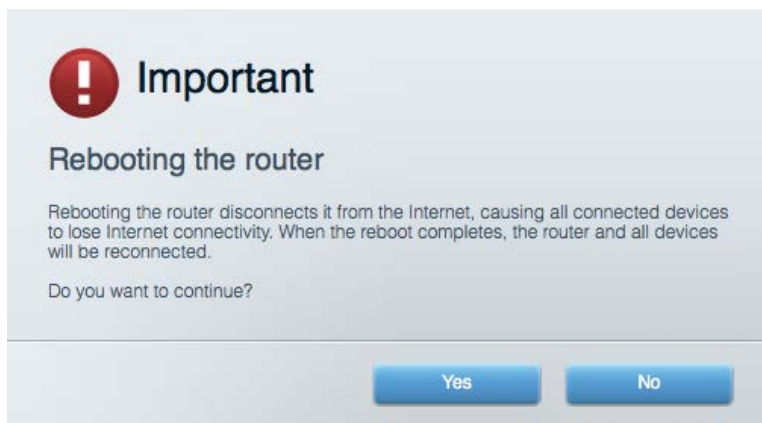 Important
Rebooting the router
Rebooting the router disconnects it from the Internet, causing all connected devices
to lose Internet connectivity. When the reboot completes, the router and all devices
will be reconnected.
Do you want to continue?
Yes No